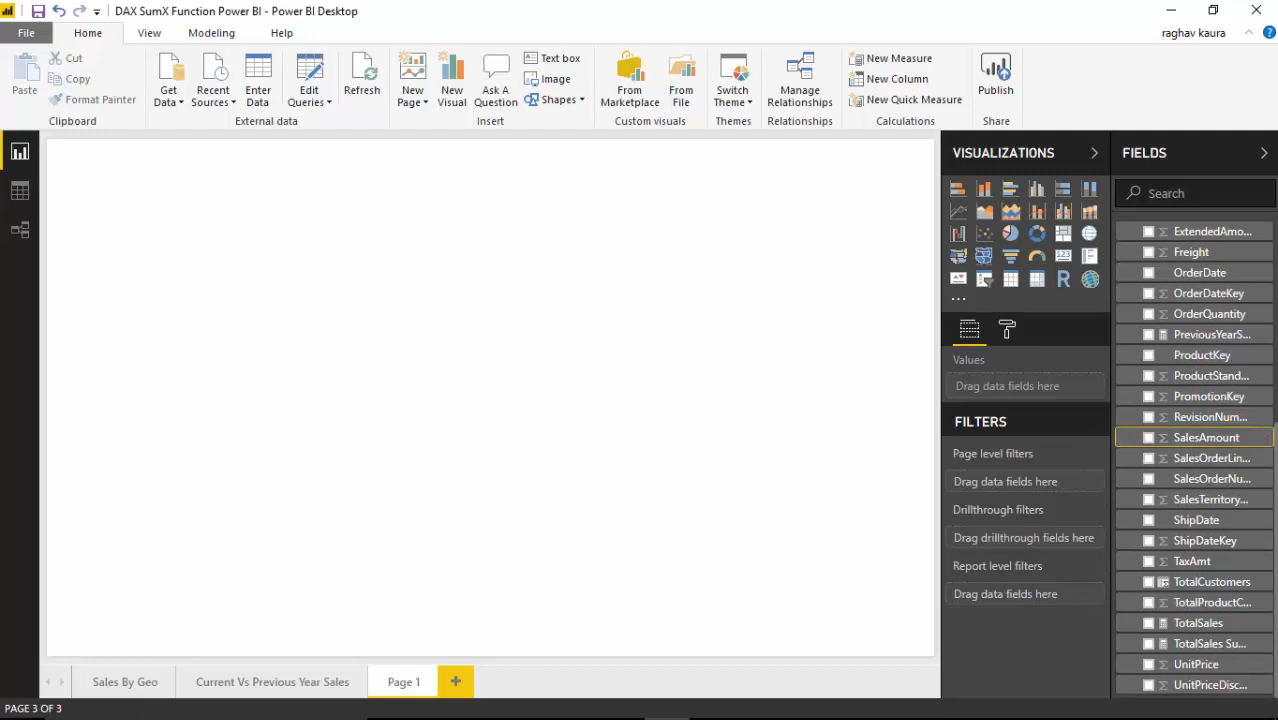 DAX SumX Function Power BI - Power BI Desktop
File
Home
View
Modeling
Help
raghav kaura
Paste
Cut
Copy
Format Painter
Clipboard
Get
Data
Recent
Sources
Enter
Data
Edit
Queries
Refresh
External data
New
Page
New
Visual
Ask A
Question
Text box
Image
Shapes
Insert
From
Marketplace
From
File
Custom visuals
Switch
Theme
Themes
Manage
Relationships
Relationships
New Measure
New Column
New Quick Measure
Calculations
Publish
Share
VISUALIZATIONS
R
123
Values
Drag data fields here
FILTERS
Page level filters
Drag data fields here
Drillthrough filters
Drag drillthrough fields here
Report level filters
Drag data fields here
FIELDS
Search
ExtendedAmo...
Freight
OrderDate
OrderDateKey
OrderQuantity
PreviousYearS...
ProductKey
ProductStand...
PromotionKey
RevisionNum...
SalesAmount
SalesOrderLin...
SalesOrderNu...
SalesTerritory...
ShipDate
ShipDateKey
TaxAmt
TotalCustomers
TotalProductC...
TotalSales
TotalSales Su...
UnitPrice
UnitPriceDisc...
Sales By Geo
Current Vs Previous Year Sales
Page 1
PAGE 3 OF 3